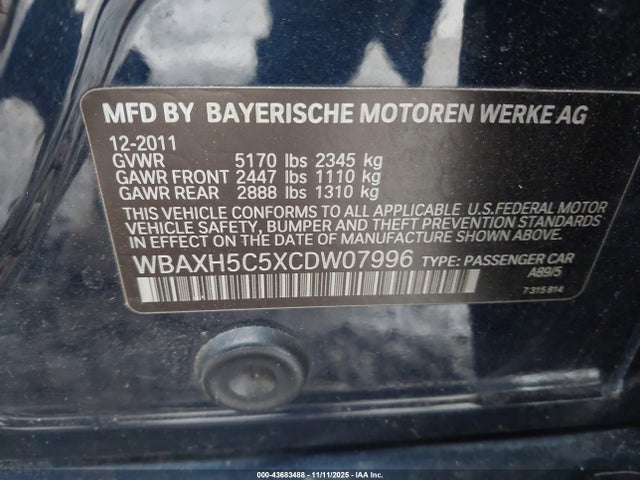 MFD BY BAYERISCHE MOTOREN WERKE AG
12-2011
GVWR 5170 lbs 2345 kg
GAWR FRONT 2447 lbs 1110 kg
GAWR REAR 2888 lbs 1310 kg
THIS VEHICLE CONFORMS TO ALL APPLICABLE U.S.FEDERAL MOTOR
VEHICLE SAFETY, BUMPER AND THEFT PREVENTION STANDARDS
IN EFFECT ON THE DATE OF MANUFACTURE SHOWN ABOVE.
WBAXH5C5XCDW07996 TYPE: PASSENGER CAR
A89/5
7 315 814
000-43683488 - 11/11/2025 - IAA Inc.